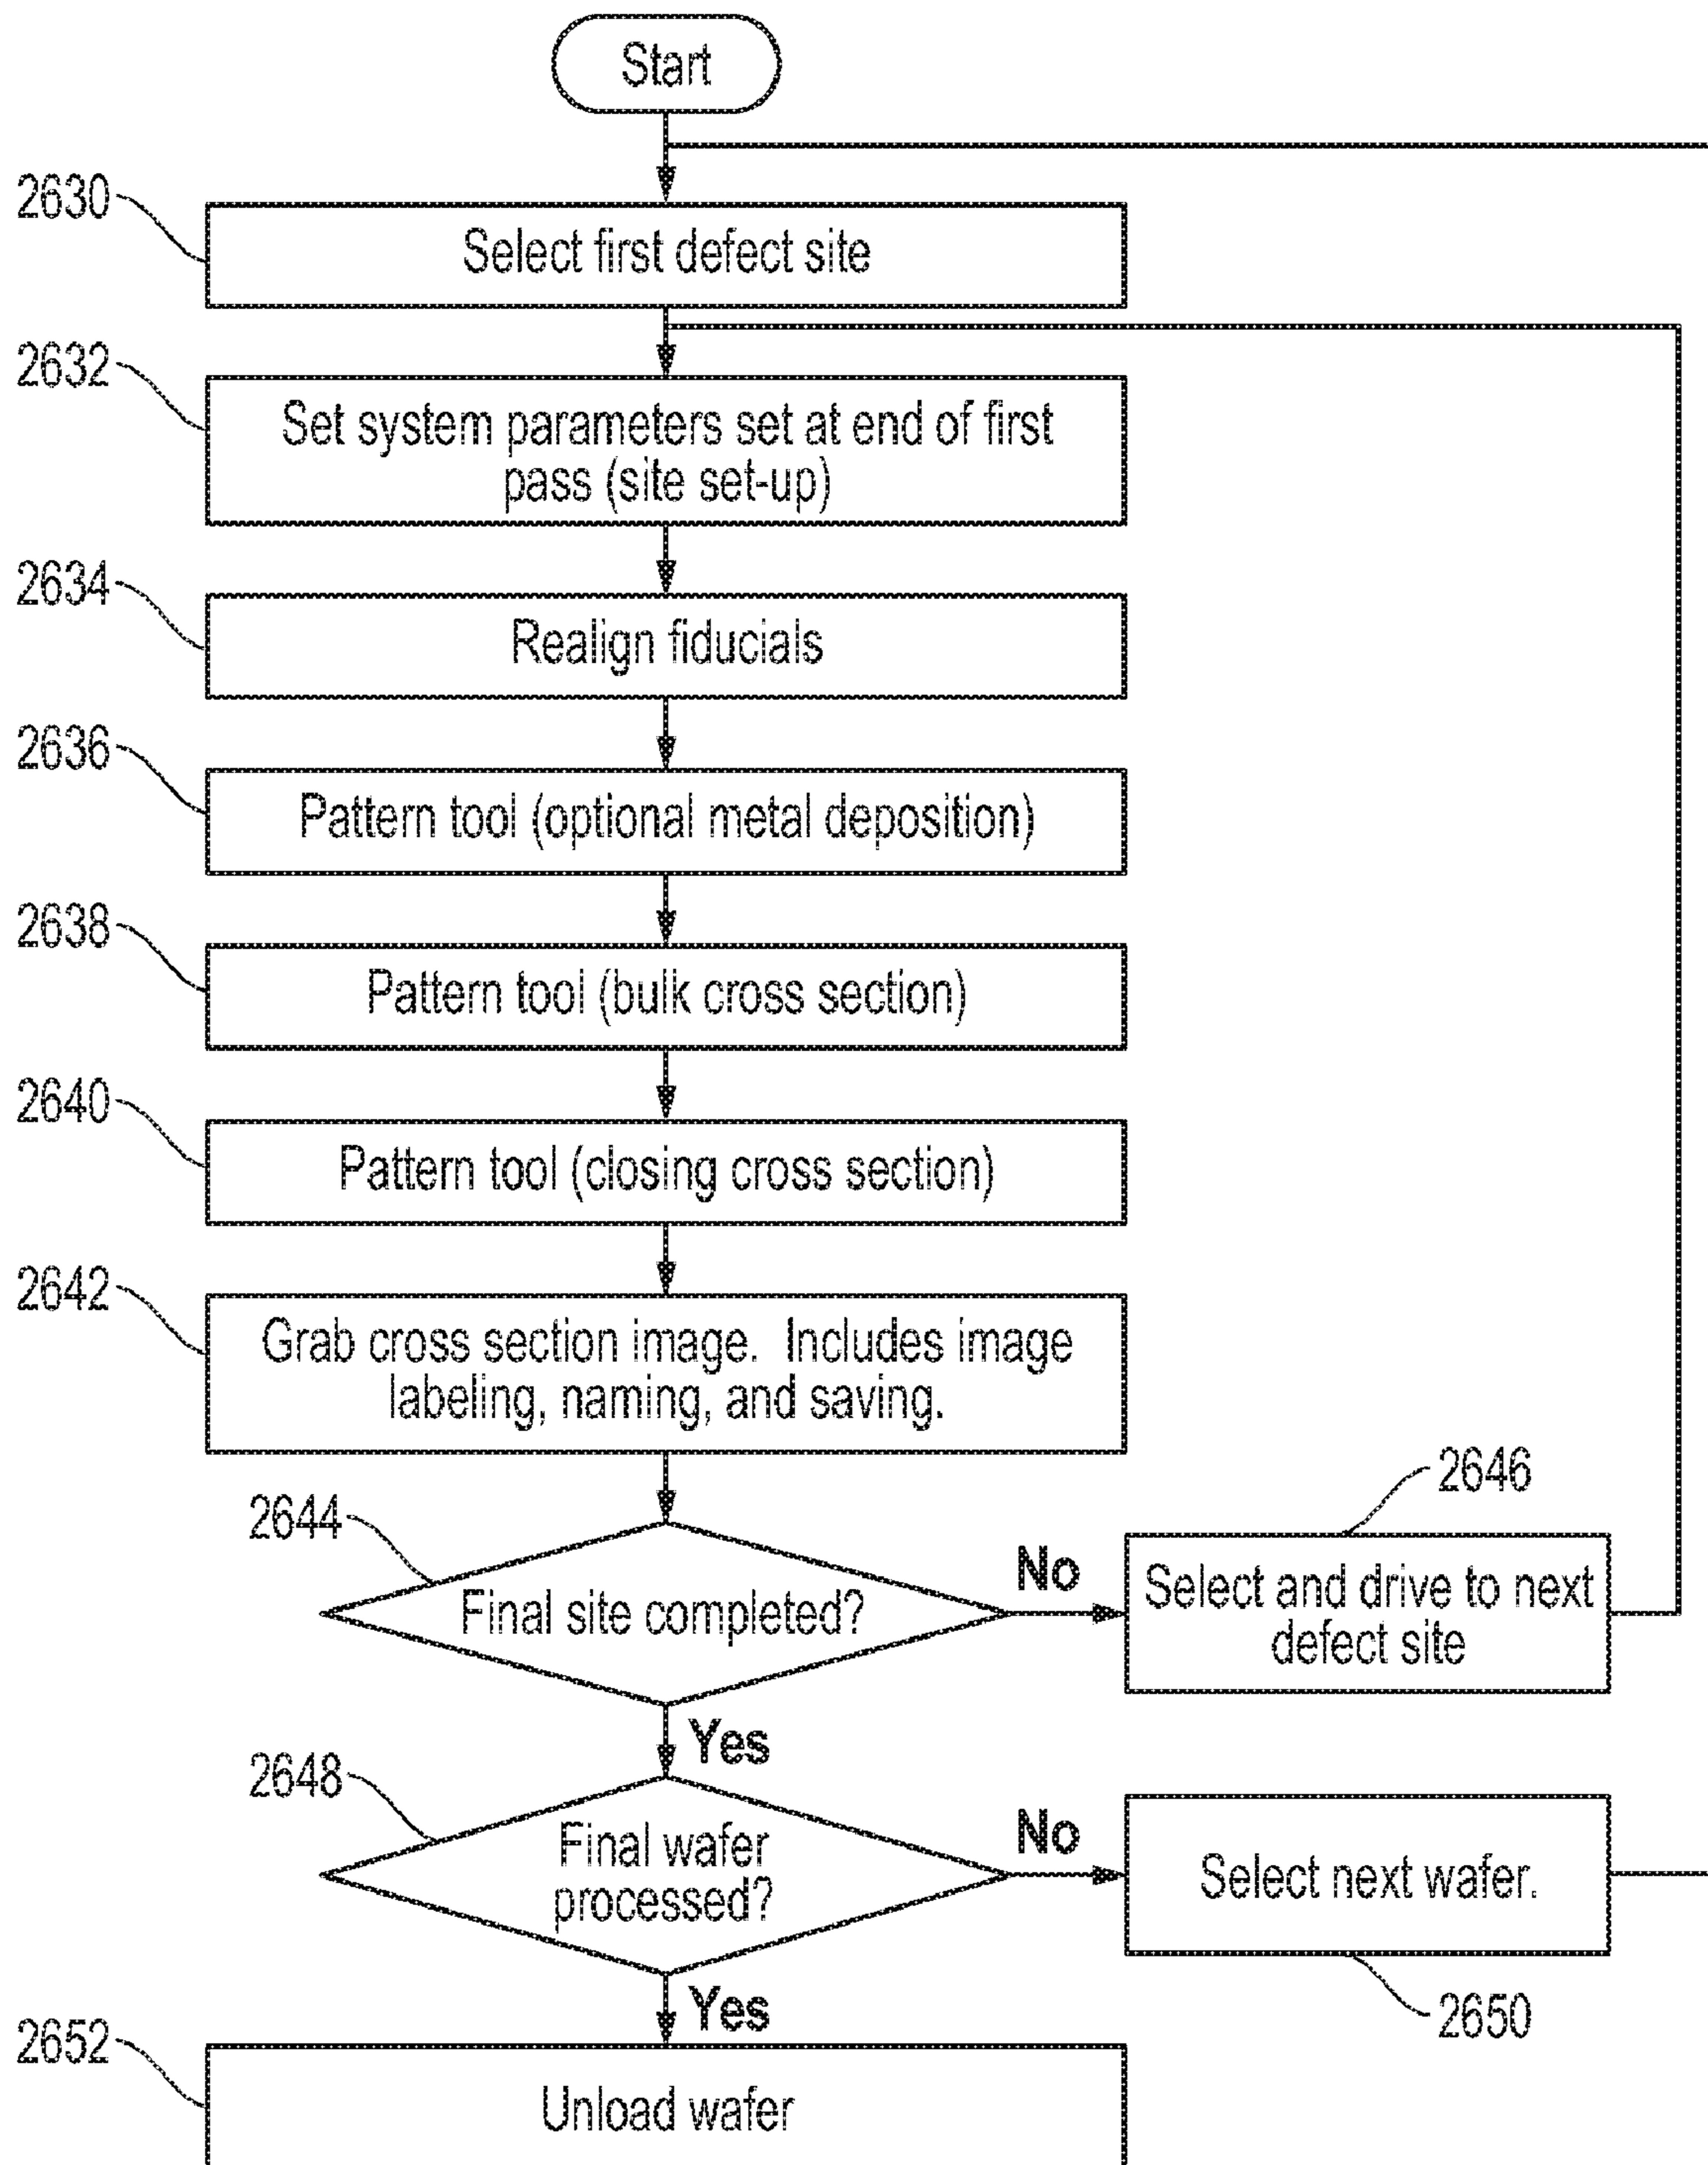 Start
2630
Select first defect site
2632
Set system parameters set at end of first
pass (site set-up)
2634
Realign fiducials
2636
Pattern tool (optional metal deposition)
2638
Pattern tool (bulk cross section)
2640
Pattern tool (closing cross section)
2642
Grab cross section image. Includes image
labeling, naming, and saving.
2644
Final site completed?
No
2646
Select and drive to next
defect site
Yes
2648
Final wafer
processed?
No
Select next wafer.
2650
Yes
2652
Unload wafer